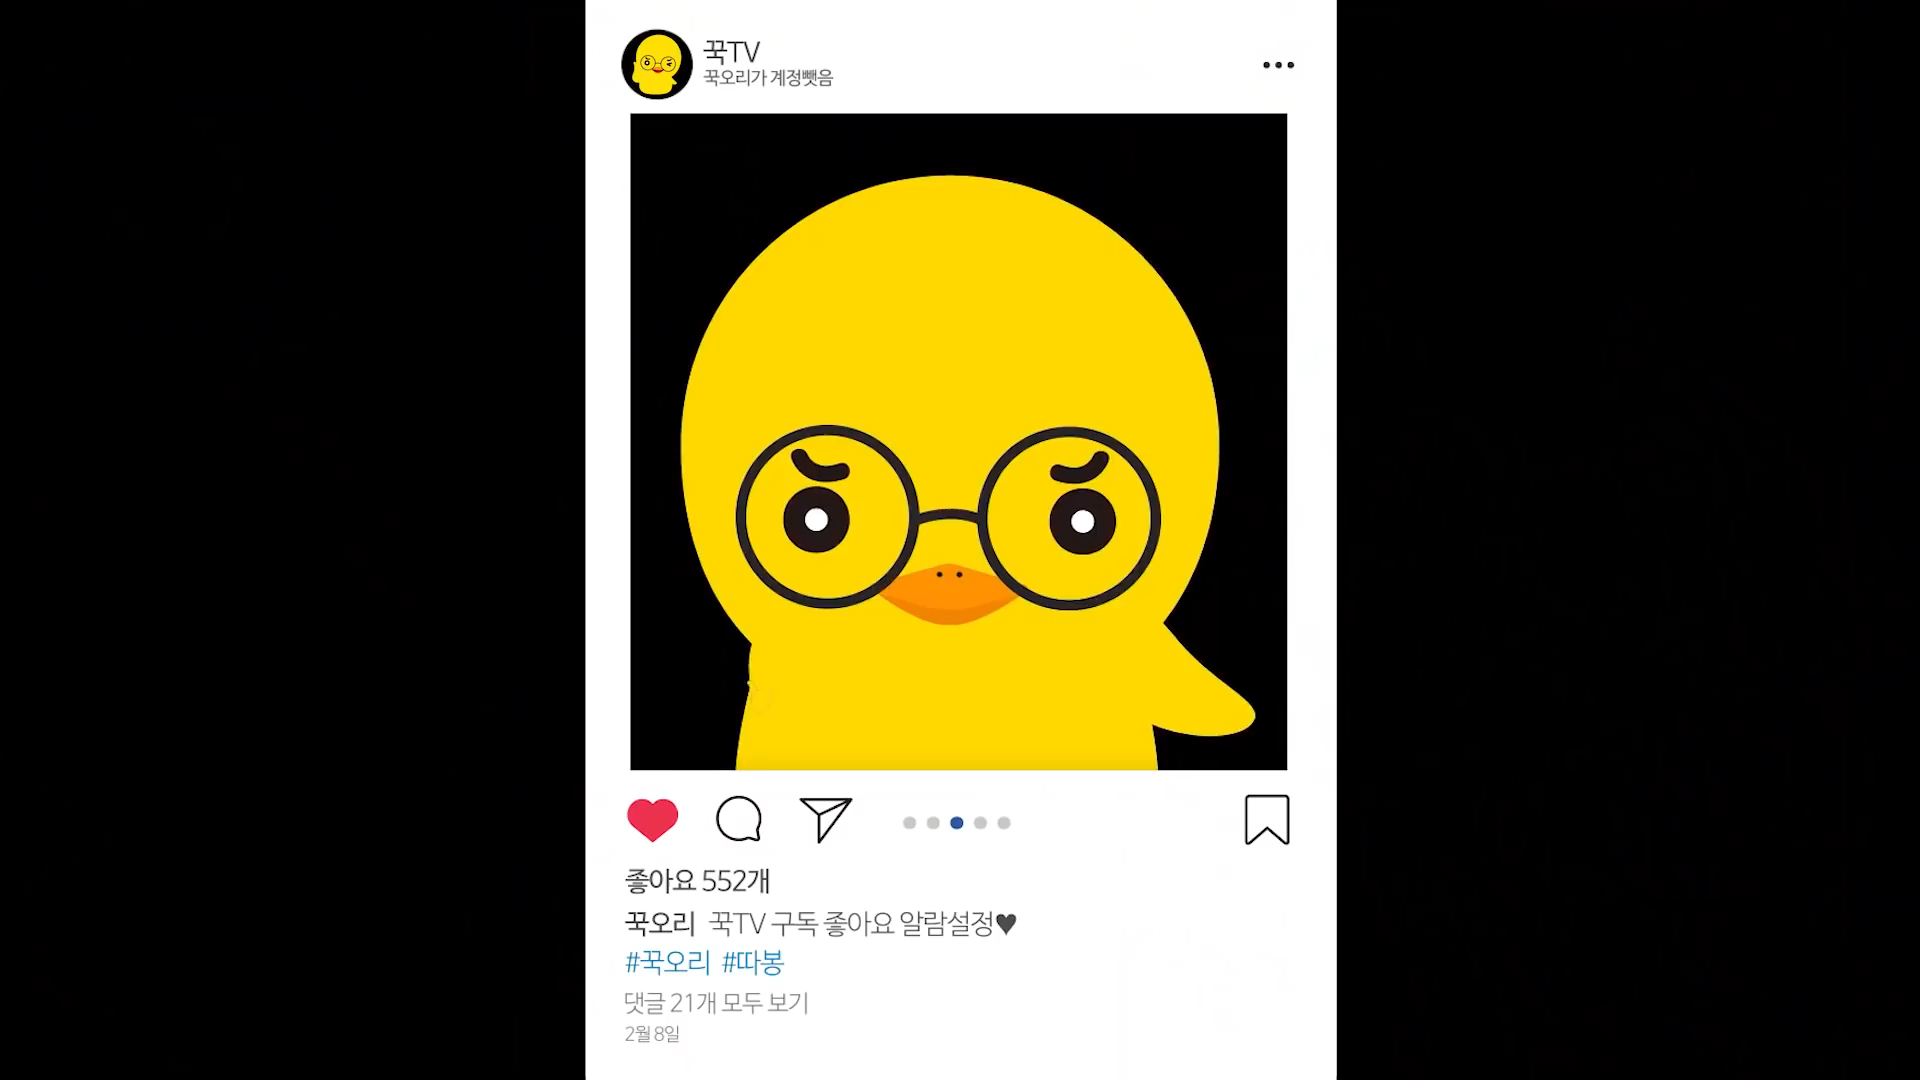 꾹TV
꾹오리가 계정뺏음
좋아요 552개
꾹오리 꾹TV 구독 좋아요 알람설정♥
#꾹오리 #따봉
댓글 21개 모두 보기
2월 8일